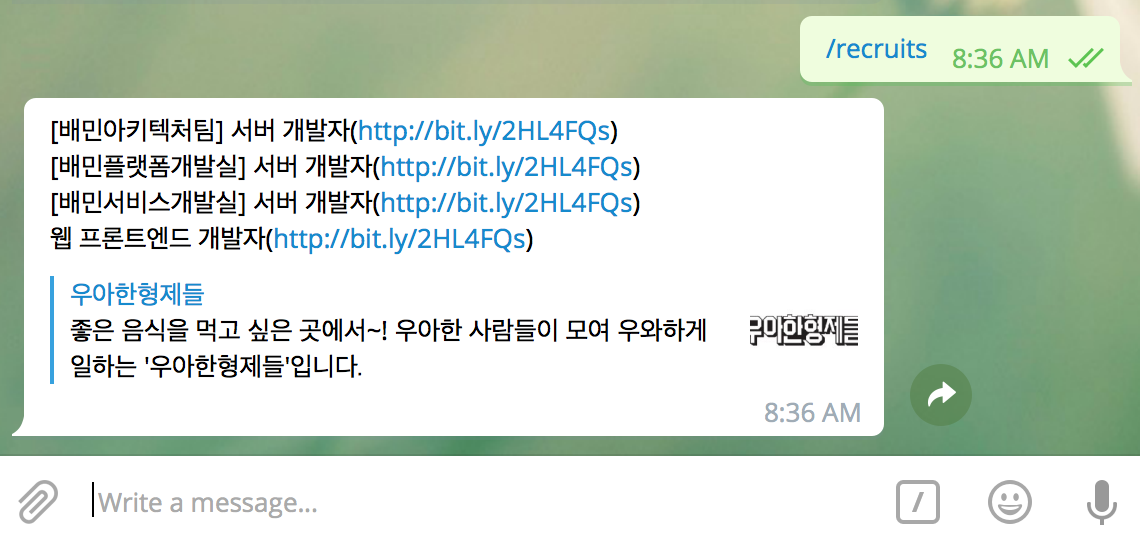 /recruits 8:36 AM
[배민아키텍처팀] 서버 개발자(http://bit.ly/2HL4FQs)
[배민플랫폼개발실] 서버 개발자(http://bit.ly/2HL4FQs)
[배민서비스개발실] 서버 개발자(http://bit.ly/2HL4FQs)
웹 프론트엔드 개발자(http://bit.ly/2HL4FQs)
우아한형제들
좋은 음식을 먹고 싶은 곳에서~! 우아한 사람들이 모여 우와하게
일하는 '우아한형제들'입니다.
우아한형제들
8:36 AM
Write a message...